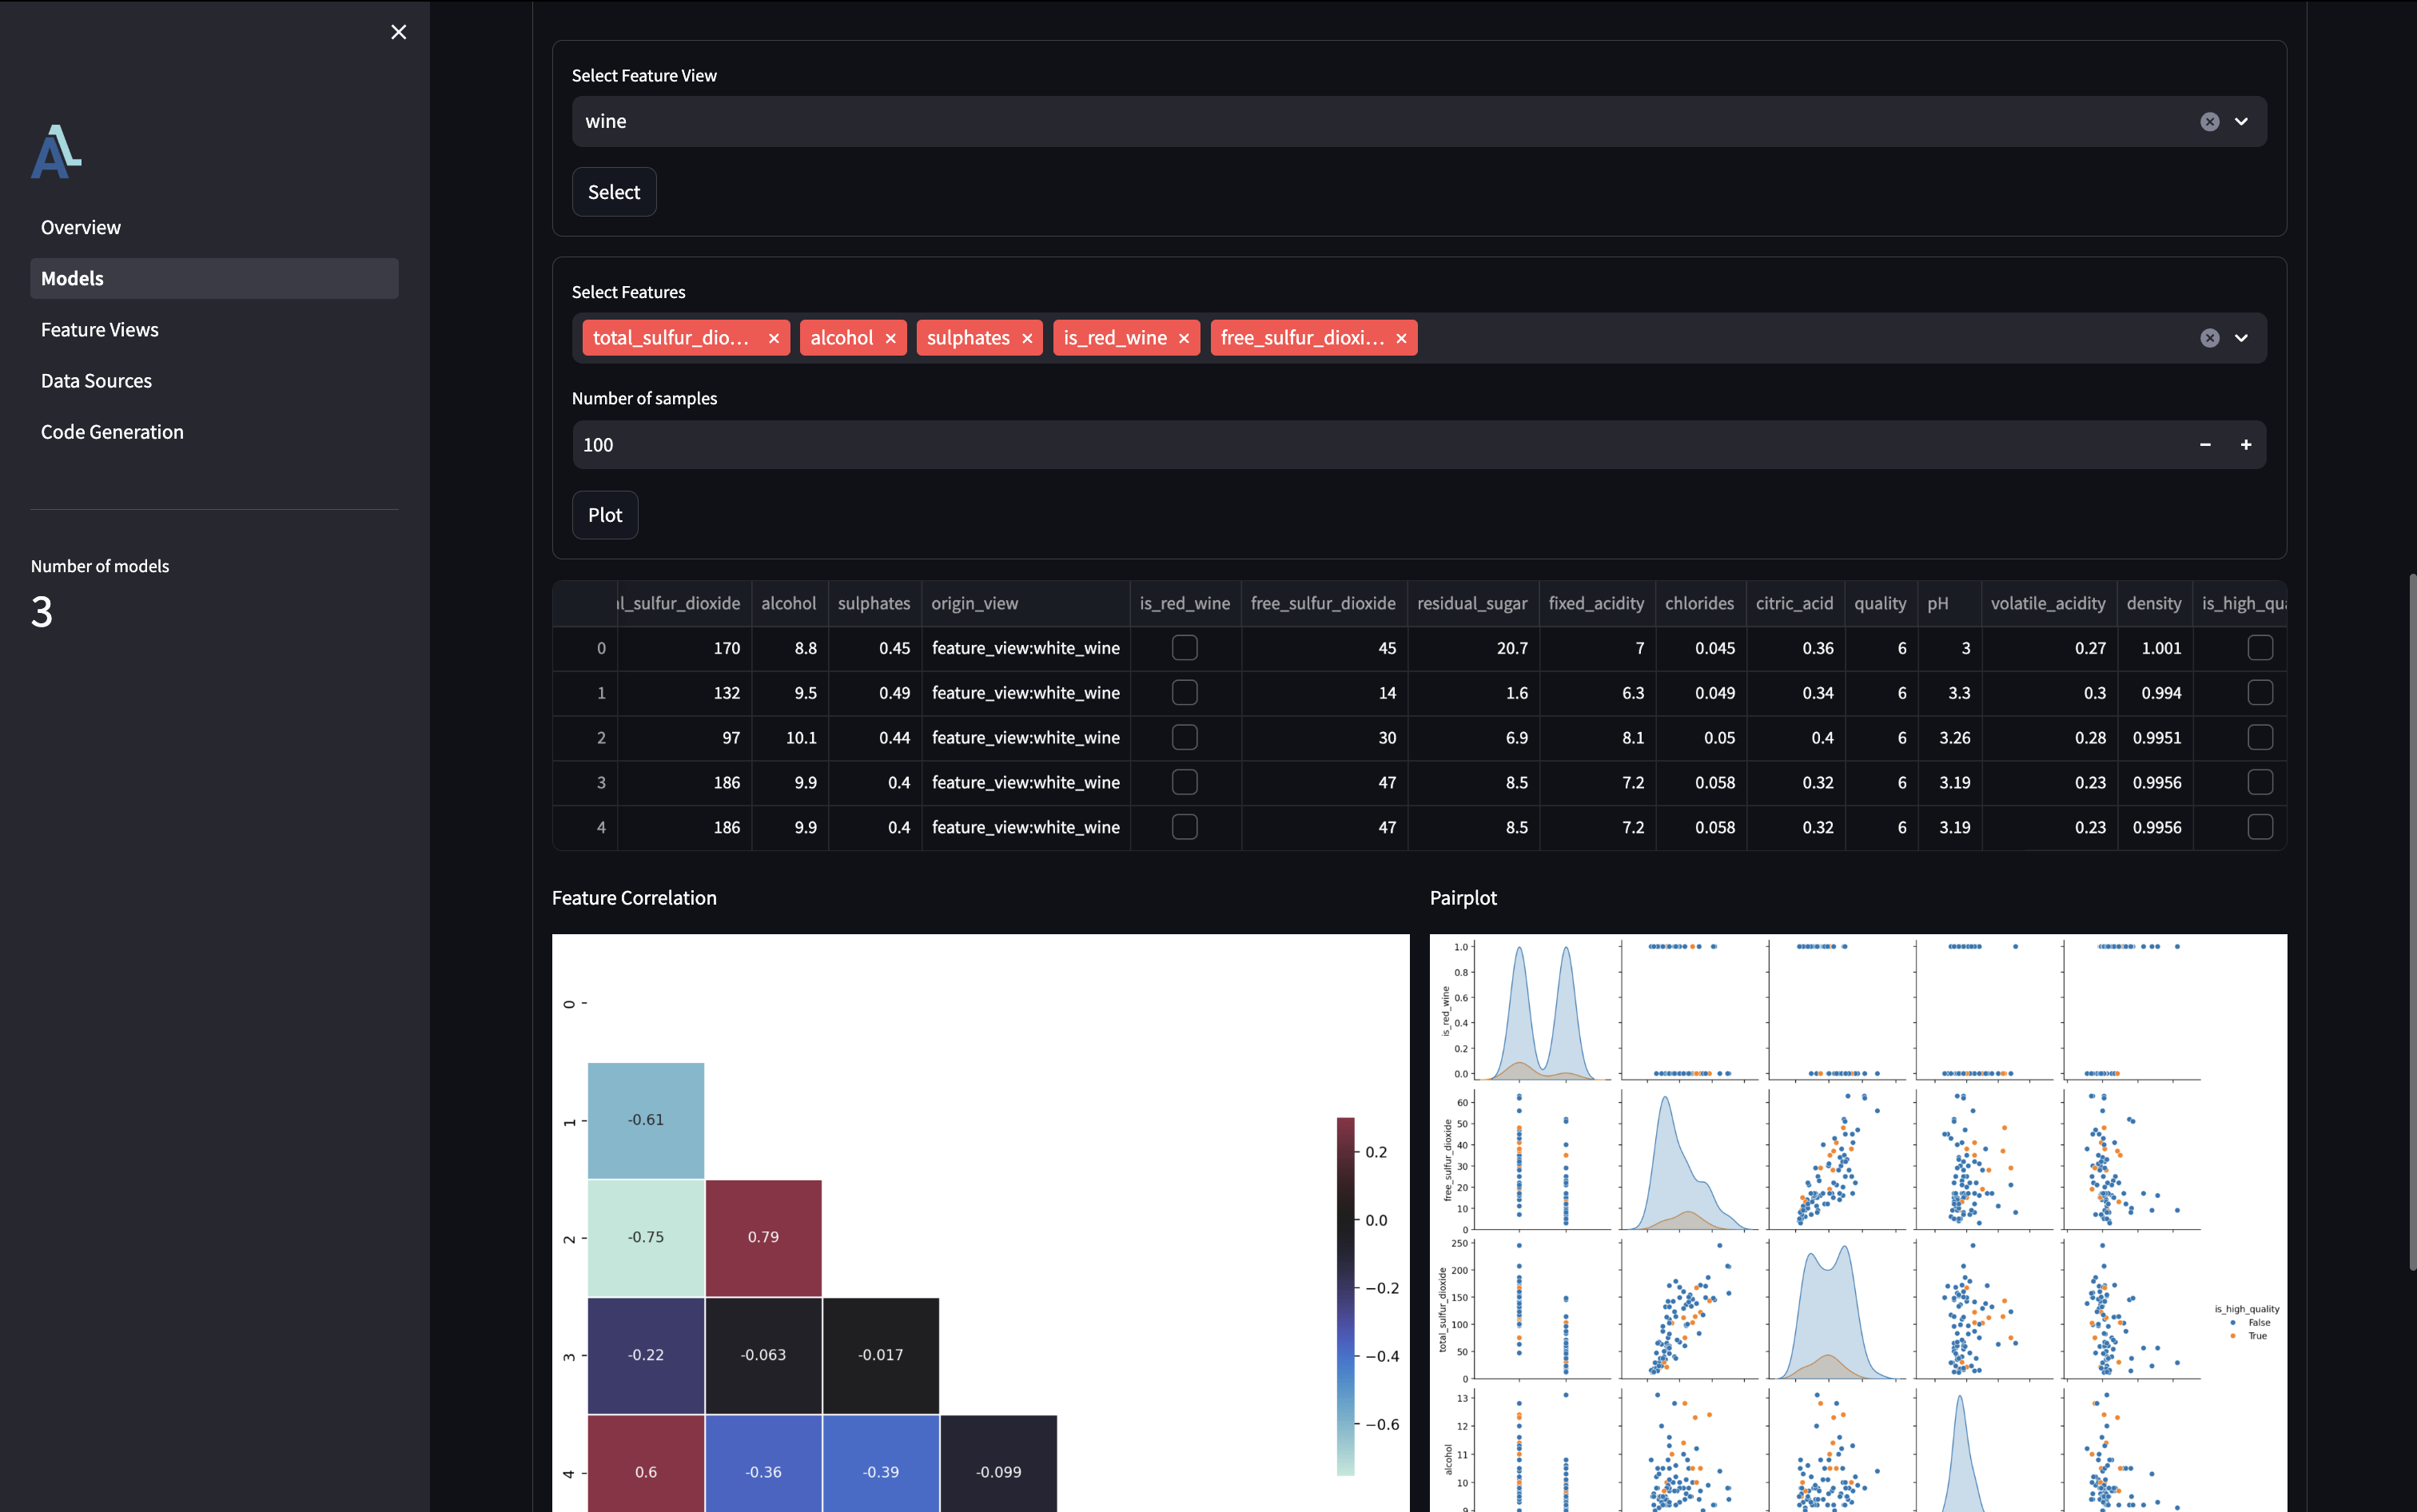 Overview
Models
Feature Views
Data Sources
Code Generation
Number of models
3
Select Feature View
wine
Select
Select Features
total_sulfur_dio... alcohol sulphates is_red_wine free_sulfur_dioxi...
Number of samples
100
Plot
al_sulfur_dioxide alcohol sulphates origin_view is_red_wine free_sulfur_dioxide residual_sugar fixed_acidity chlorides citric_acid quality pH volatile_acidity density is_high_qua
0 170 8.8 0.45 feature_view:white_wine 45 20.7 7 0.045 0.36 6 3 0.27 1.001
1 132 9.5 0.49 feature_view:white_wine 14 1.6 6.3 0.049 0.34 6 3.3 0.3 0.994
2 97 10.1 0.44 feature_view:white_wine 30 6.9 8.1 0.05 0.4 6 3.26 0.28 0.9951
3 186 9.9 0.4 feature_view:white_wine 47 8.5 7.2 0.058 0.32 6 3.19 0.23 0.9956
4 186 9.9 0.4 feature_view:white_wine 47 8.5 7.2 0.058 0.32 6 3.19 0.23 0.9956
Feature Correlation
0
1 -0.61
2 -0.75 0.79
3 -0.22 -0.063 -0.017
4 0.6 -0.36 -0.39 -0.099
0.2
0.0
−0.2
−0.4
−0.6
Pairplot
is_red_wine
1.0
0.8
0.6
0.4
0.2
0.0
free_sulfur_dioxide
60
50
40
30
20
10
0
total_sulfur_dioxide
250
200
150
100
50
0
alcohol
13
12
11
10
9
is_high_quality
False
True